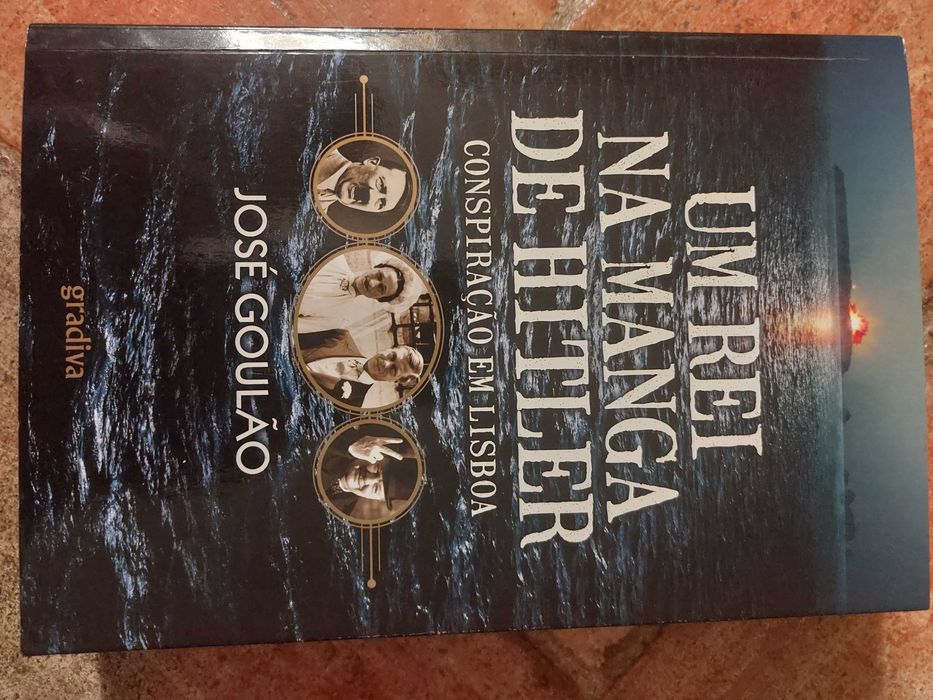 UM REI
NA MANGA
DE HITLER
CONSPIRAÇÃO EM LISBOA
JOSÉ GOULÃO
gradiva